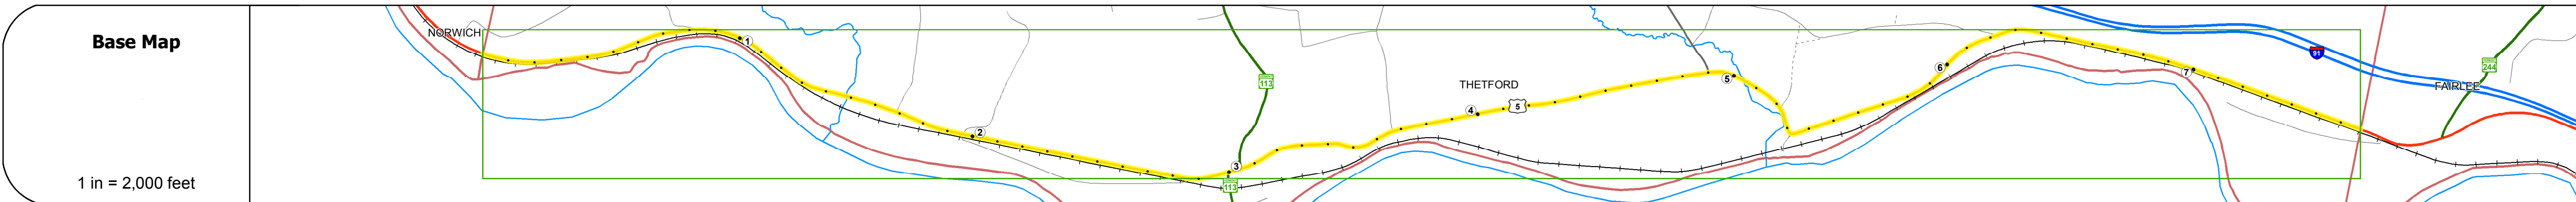 Base Map
1 in = 2,000 feet
NORWICH
1
2
113
3
113
THETFORD
4
5
5
6
7
91
244
FAIRLEE